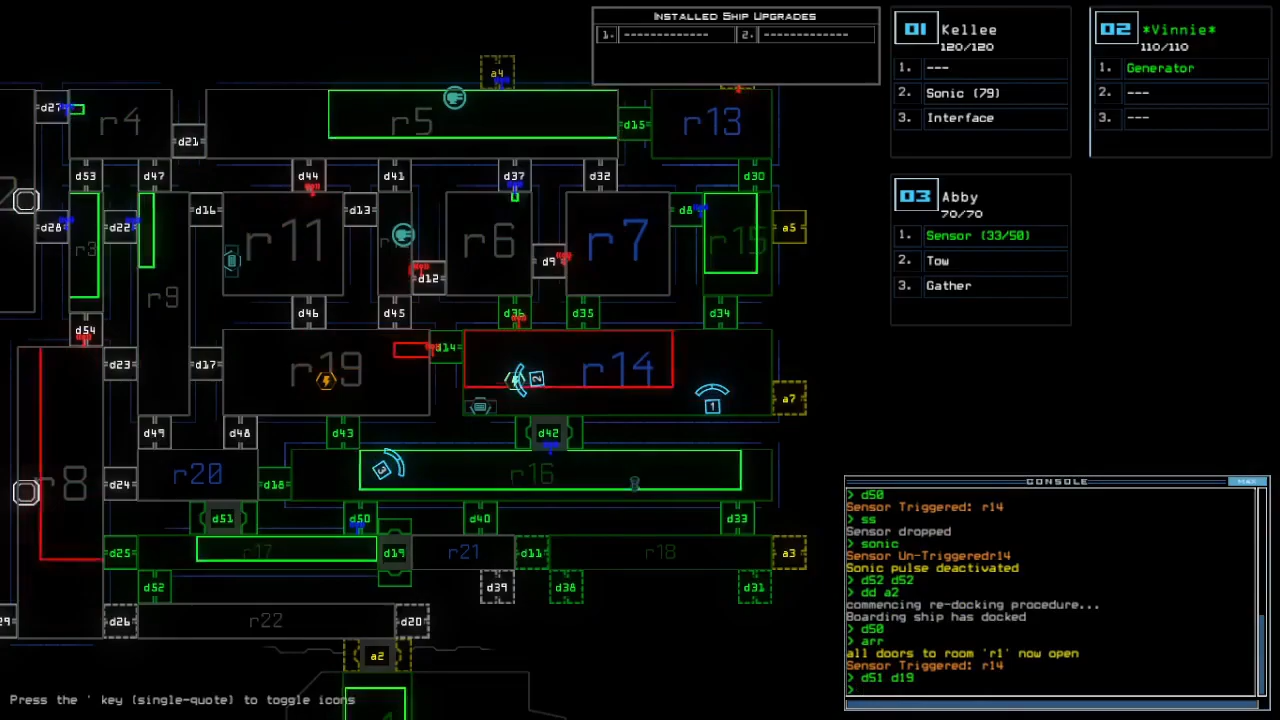 INSTALLED SHIP UPGRADES
1. ------------- 2. -------------
01 Kellee
120/120
1. ---
2. Sonic (79)
3. Interface
02 *Vinnie*
110/110
1. Generator
2. ---
3. ---
03 Abby
70/70
1. Sensor (33/50)
2. Tow
3. Gather
a4
d27 r4 d21 r5 d15 r13
d53 d47 d44 d41 d37 d32 d30
d28 r3 d22 d16 r11 d13 r6 r7 d8 r15 a5
d12 d9
r9
d54 d46 d45 d36 d35 d34
d23 d17 r19 d14 r14 a7
2
1
d49 d48 d43 d42
r8 d24 r20 d18 3 r16
d51 d50 d40 d33
d25 r17 d19 r21 d11 r18 a3
d52 d39 d38 d31
d29 d26 r22 d20
a2
Press the ' key (single-quote) to toggle icons
CONSOLE
MAX
> d50
Sensor Triggered: r14
> ss
Sensor dropped
> sonic
Sensor Un-Triggeredr14
Sonic pulse deactivated
> d52 d52
> dd a2
commencing re-docking procedure...
Boarding ship has docked
> d50
> arr
all doors to room 'r1' now open
Sensor Triggered: r14
> d51 d19
>